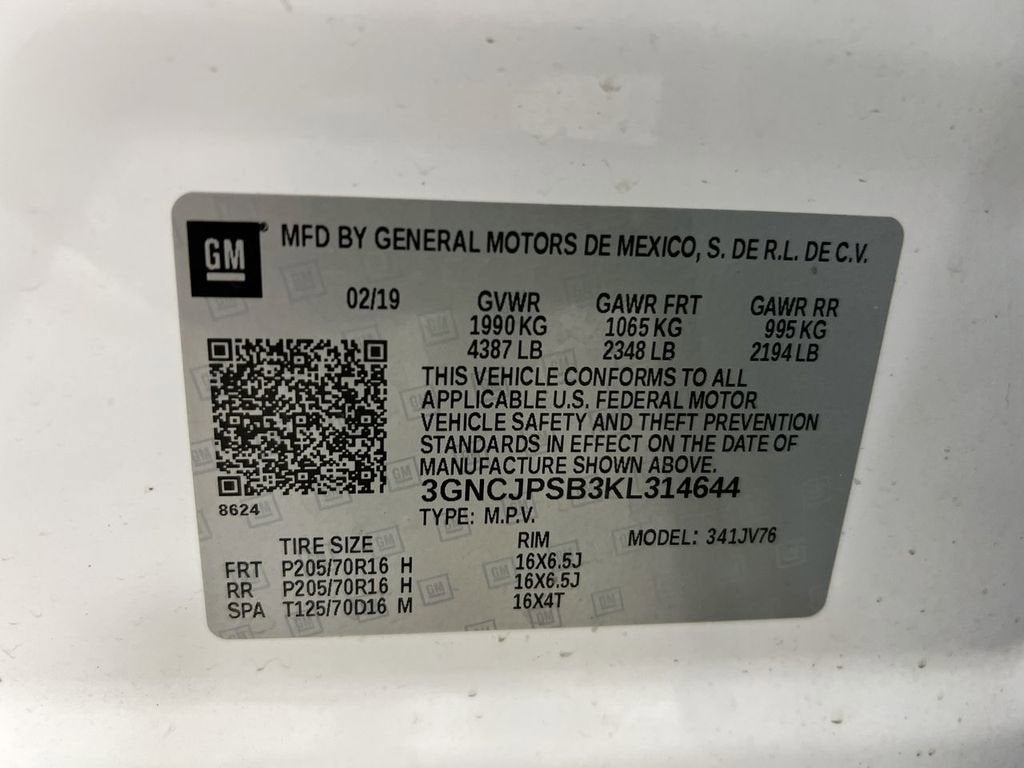 GM® MFD BY GENERAL MOTORS DE MEXICO, S. DE R.L. DE C.V.
02/19 GVWR GAWR FRT GAWR RR
1990 KG 1065 KG 995 KG
4387 LB 2348 LB 2194 LB
THIS VEHICLE CONFORMS TO ALL
APPLICABLE U.S. FEDERAL MOTOR
VEHICLE SAFETY AND THEFT PREVENTION
STANDARDS IN EFFECT ON THE DATE OF
MANUFACTURE SHOWN ABOVE.
3GNCJPSB3KL314644
8624
TYPE: M.P.V.
TIRE SIZE RIM MODEL: 341JV76
FRT P205/70R16 H 16X6.5J
RR P205/70R16 H 16X6.5J
SPA T125/70D16 M 16X4T